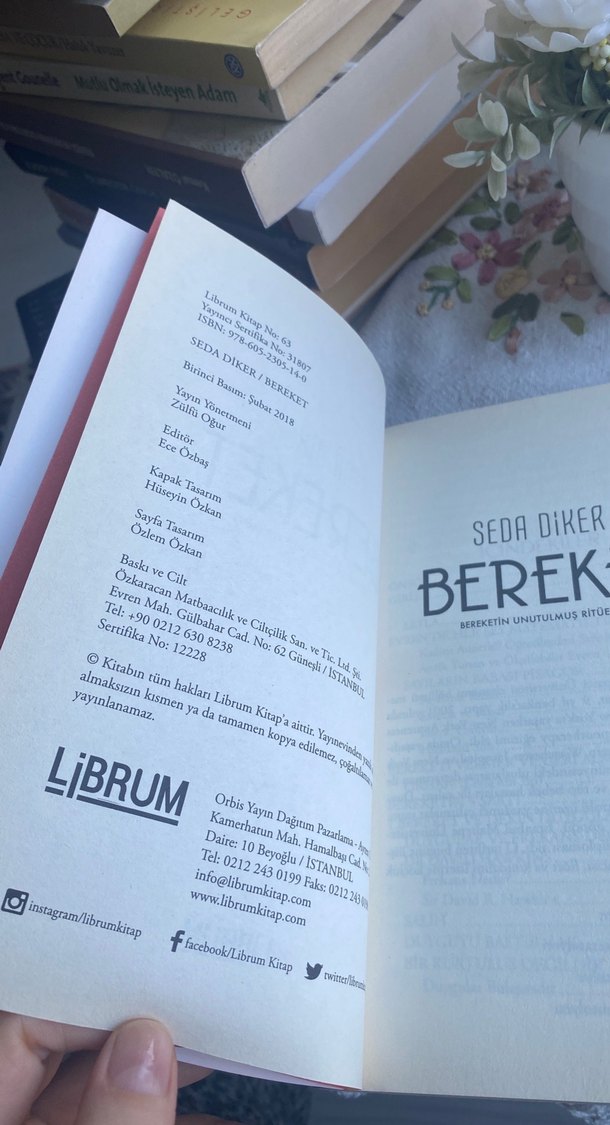 GELİŞT
Mutlu Olmak İsteyen Adam
Librum Kitap No: 63
Yayıncı Sertifika No: 31807
ISBN: 978-605-2305-14-0
SEDA DİKER / BEREKET
Birinci Basım: Şubat 2018
Yayın Yönetmeni
Zülfü Oğur
Editör
Ece Özbaş
Kapak Tasarım
Hüseyin Özkan
Sayfa Tasarım
Özlem Özkan
Baskı ve Cilt
Özkaracan Matbaacılık ve Ciltçilik San. ve Tic. Ltd. Şti.
Evren Mah. Gülbahar Cad. No: 62 Güneşli / İSTANBUL
Tel: +90 0212 630 8238
Sertifika No: 12228
© Kitabın tüm hakları Librum Kitap'a aittir. Yayınevinden
almaksızın kısmen ya da tamamen kopya edilemez, çoğaltılamaz
yayınlanamaz.
LiBRUM
Orbis Yayın Dağıtım Pazarlama -
Kamerhatun Mah. Hamalbaşı Cad. No:
Daire: 10 Beyoğlu / İSTANBUL
Tel: 0212 243 0199 Faks: 0212 243
info@librumkitap.com
www.librumkitap.com
instagram/librumkitap
facebook/Librum Kitap
SEDA DİKER
BEREK
BEREKETİN UNUTULMUŞ RİTÜE